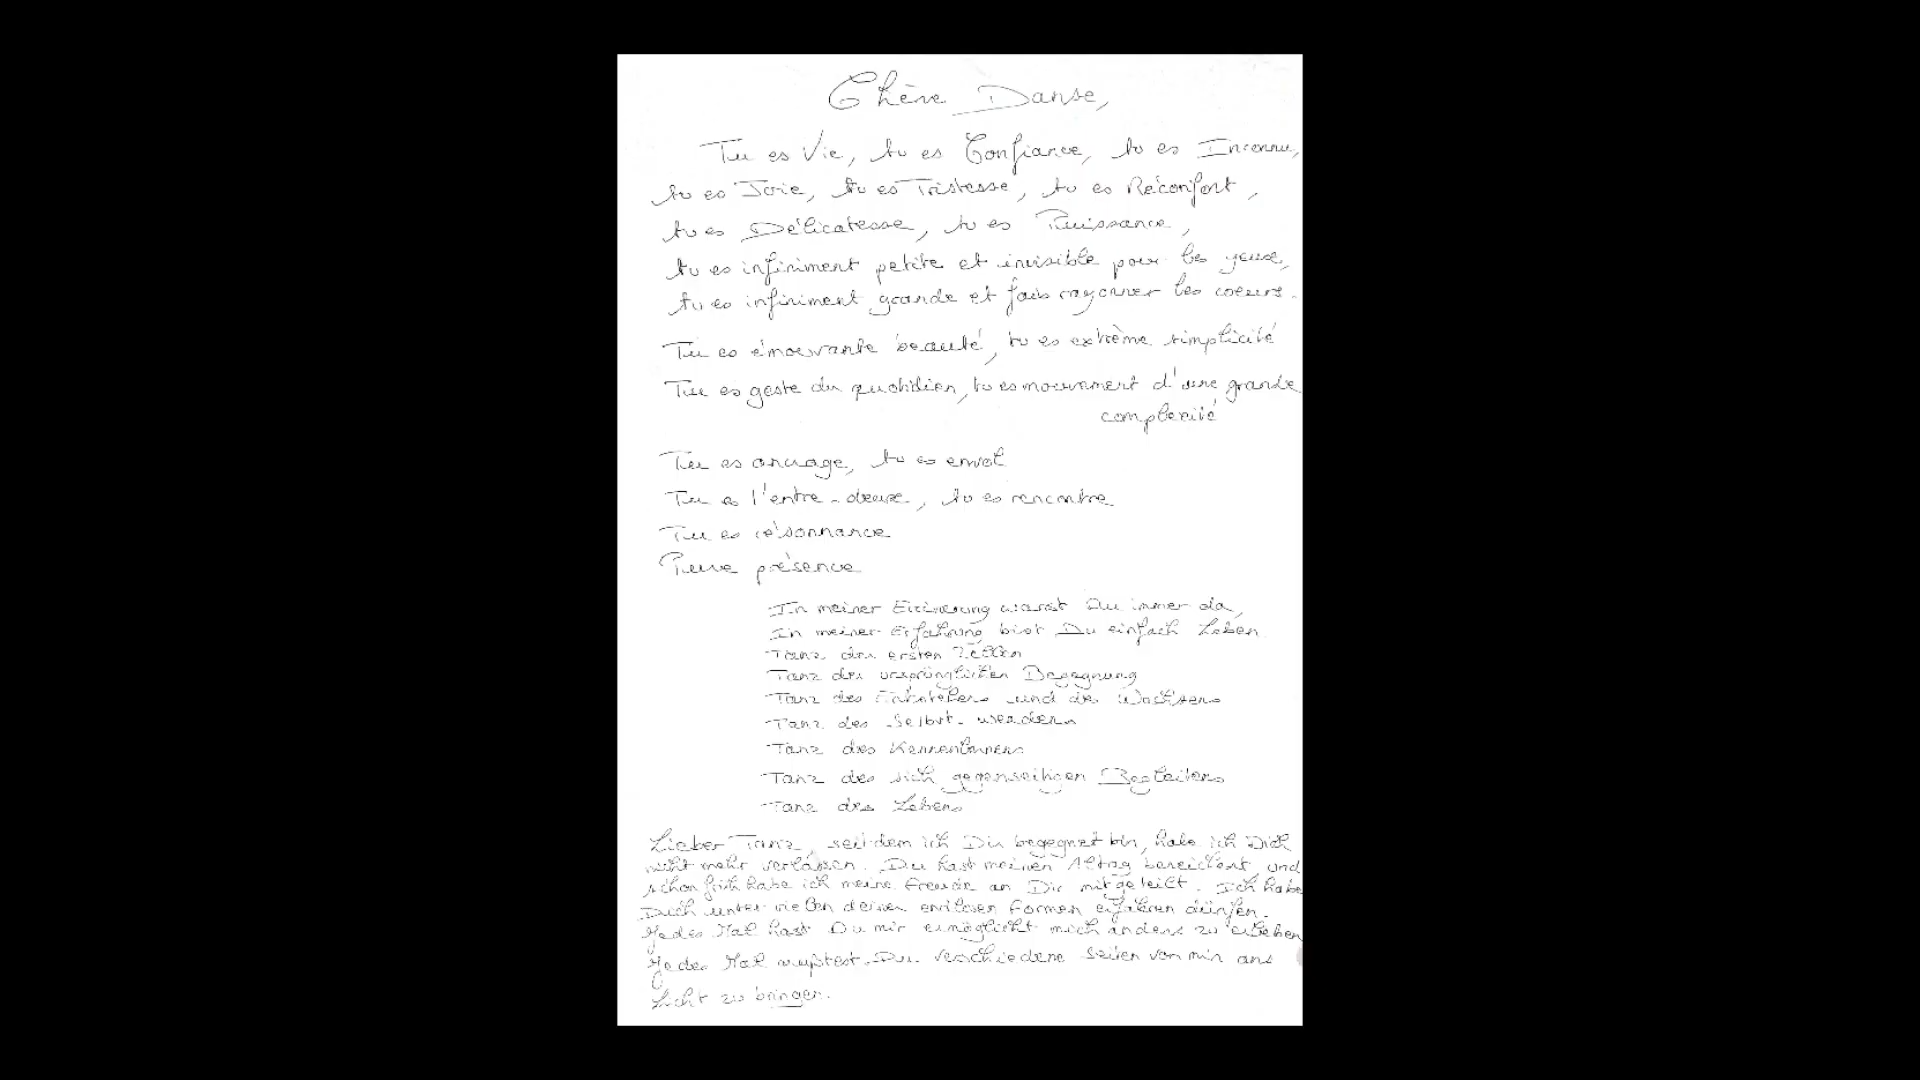 Chère Danse,
Tu es Vie, tu es Confiance, tu es Inconnu,
tu es Joie, tu es Tristesse, tu es Réconfort,
tu es Délicatesse, tu es Puissance,
tu es infiniment petite et invisible pour les yeux,
tu es infiniment grande et fais rayonner les coeurs.
Tu es émouvante beauté, tu es extrême simplicité
Tu es geste du quotidien, tu es mouvement d'une grande
complexité
Tu es ancrage, tu es envol
Tu es l'entre-deux, tu es rencontre
Tu es résonnance
Pure présence
In meiner Erinnerung warst Du immer da,
In meiner Erfahrung bist Du einfach Leben
Tanz der ersten Zellen
Tanz der ursprünglichen Begegnung
Tanz des Entstehens und des Wachsens
Tanz des Selbst-werdens
Tanz des Kennenlernens
Tanz des sich gegenseitigen Begleitens
Tanz des Lebens
Lieber Tanz, seitdem ich Dir begegnet bin, habe ich Dich
nicht mehr verlassen. Du hast meinen Alltag bereichert und
schon früh habe ich meine Freude an Dir mitgeteilt. Ich habe
Dich unter vielen deiner endlosen Formen erfahren dürfen.
Jedes Mal hast Du mir ermöglicht mich anders zu erleben
Jedes Mal wußtest Du verschiedene Seiten von mir ans
Licht zu bringen.